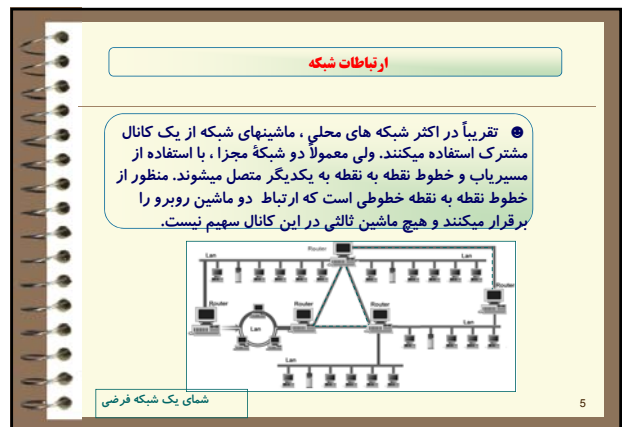 ارتباطات شبکه
☻ تقریباً در اکثر شبکه های محلی ، ماشینهای شبکه از یک کانال
مشترک استفاده میکنند. ولی معمولاً دو شبکۀ مجزا ، با استفاده از
مسیریاب و خطوط نقطه به نقطه به یکدیگر متصل میشوند. منظور از
خطوط نقطه به نقطه خطوطی است که ارتباط دو ماشین روبرو را
برقرار میکنند و هیچ ماشین ثالثی در این کانال سهیم نیست.
Router
Lan
Lan
Router
Router
Router
Router
Lan
Lan
شمای یک شبکه فرضی
5